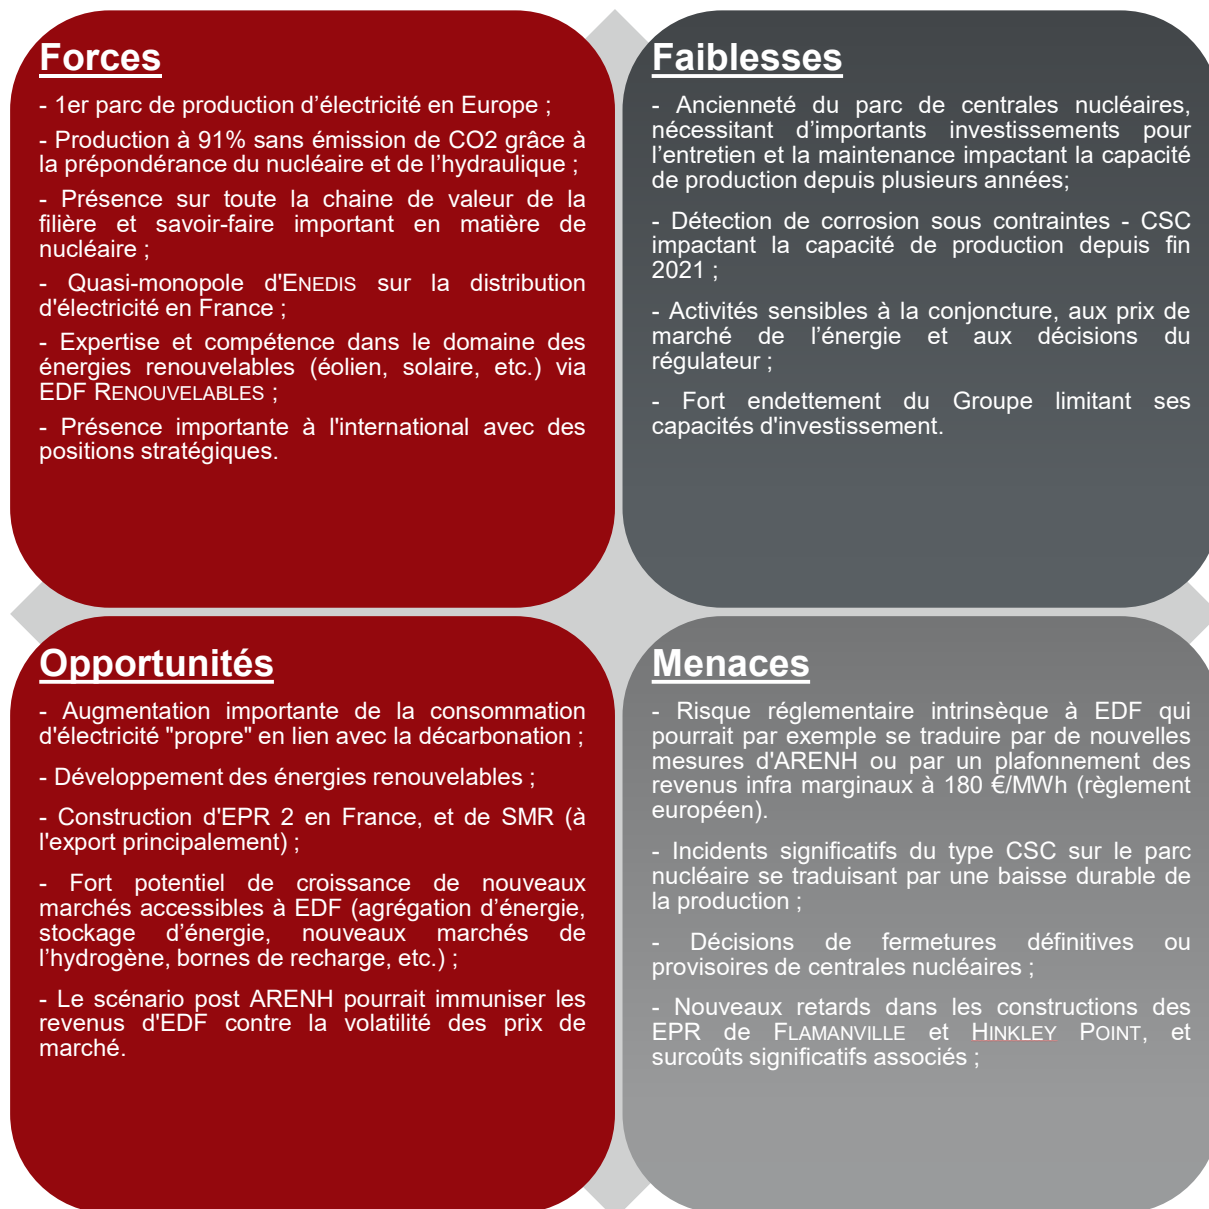 Forces
- 1er parc de production d’électricité en Europe ;
- Production à 91% sans émission de CO2 grâce à
la prépondérance du nucléaire et de l’hydraulique ;
- Présence sur toute la chaine de valeur de la
filière et savoir-faire important en matière de
nucléaire ;
- Quasi-monopole d'ENEDIS sur la distribution
d'électricité en France ;
- Expertise et compétence dans le domaine des
énergies renouvelables (éolien, solaire, etc.) via
EDF RENOUVELABLES ;
- Présence importante à l'international avec des
positions stratégiques.
Faiblesses
- Ancienneté du parc de centrales nucléaires,
nécessitant d’importants investissements pour
l’entretien et la maintenance impactant la capacité
de production depuis plusieurs années;
- Détection de corrosion sous contraintes - CSC
impactant la capacité de production depuis fin
2021 ;
- Activités sensibles à la conjoncture, aux prix de
marché de l’énergie et aux décisions du
régulateur ;
- Fort endettement du Groupe limitant ses
capacités d'investissement.
Opportunités
- Augmentation importante de la consommation
d'électricité "propre" en lien avec la décarbonation ;
- Développement des énergies renouvelables ;
- Construction d'EPR 2 en France, et de SMR (à
l'export principalement) ;
- Fort potentiel de croissance de nouveaux
marchés accessibles à EDF (agrégation d’énergie,
stockage d’énergie, nouveaux marchés de
l’hydrogène, bornes de recharge, etc.) ;
- Le scénario post ARENH pourrait immuniser les
revenus d'EDF contre la volatilité des prix de
marché.
Menaces
- Risque réglementaire intrinsèque à EDF qui
pourrait par exemple se traduire par de nouvelles
mesures d'ARENH ou par un plafonnement des
revenus infra marginaux à 180 €/MWh (règlement
européen).
- Incidents significatifs du type CSC sur le parc
nucléaire se traduisant par une baisse durable de
la production ;
- Décisions de fermetures définitives ou
provisoires de centrales nucléaires ;
- Nouveaux retards dans les constructions des
EPR de FLAMANVILLE et HINKLEY POINT, et
surcoûts significatifs associés ;